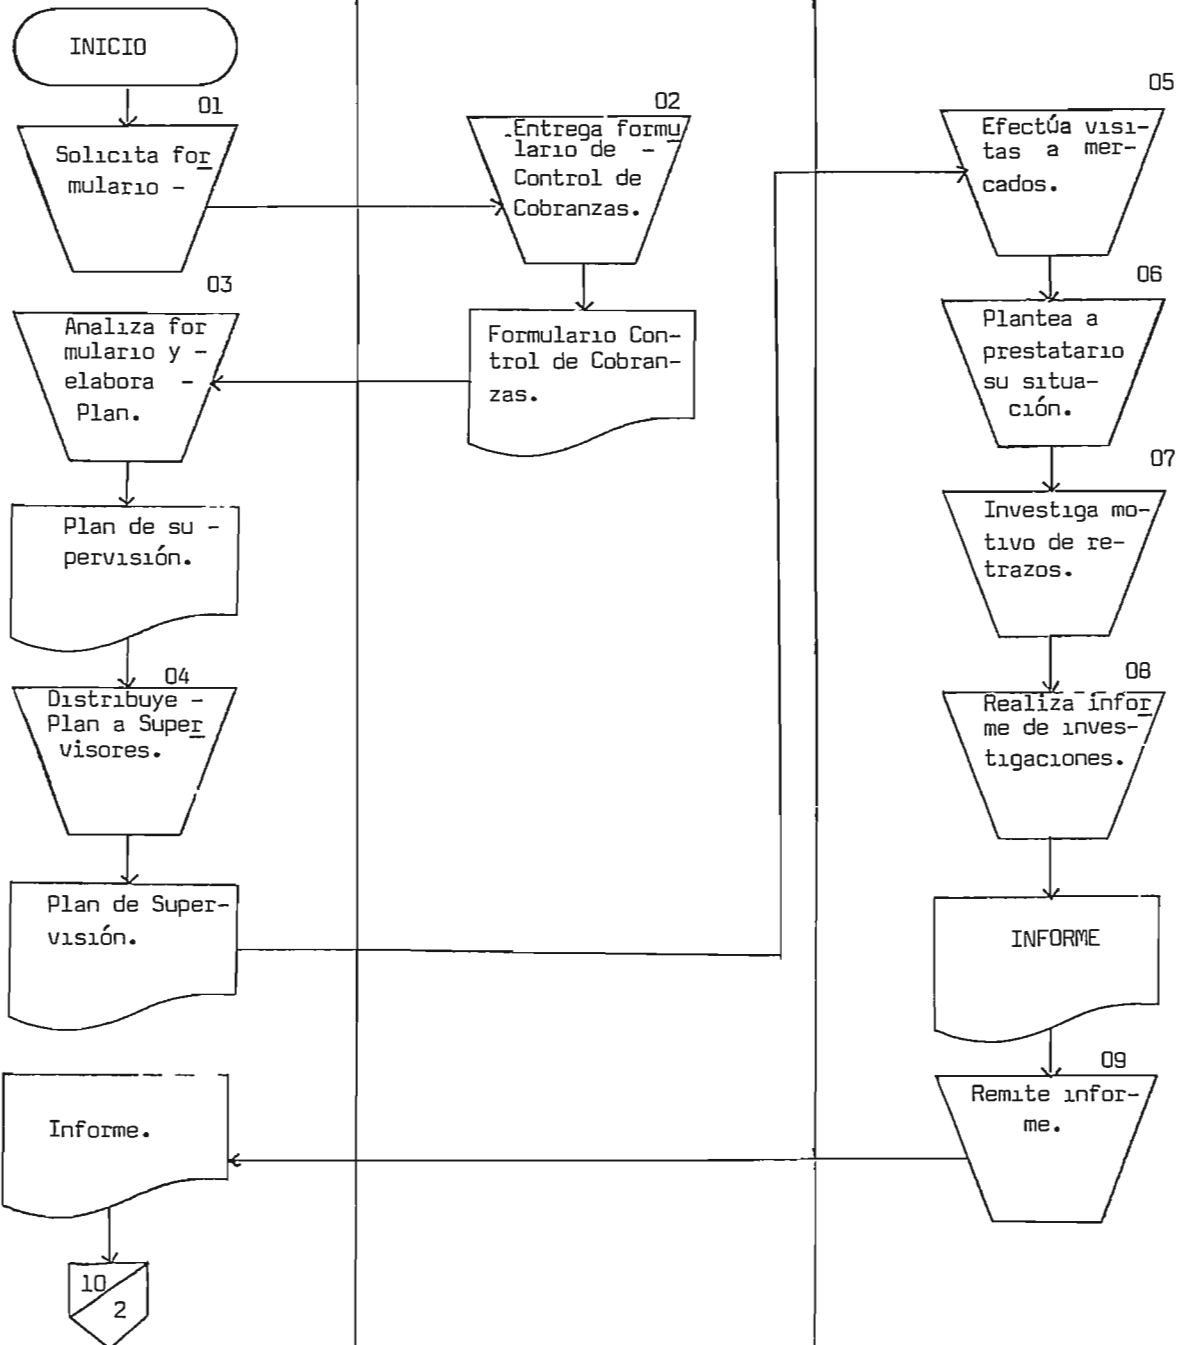 INICIO
01
Solicita for
mulario -
02
Entrega formu
lario de -
Control de
Cobranzas.
Formulario Con-
trol de Cobran-
zas.
03
Analiza for
mulario y -
elabora -
Plan.
Plan de su -
pervisión.
04
Distribuye -
Plan a Super
visores.
Plan de Super-
visión.
05
Efectúa visi-
tas a mer-
cados.
06
Plantea a
prestatario
su situa-
ción.
07
Investiga mo-
tivo de re-
trazos.
08
Realiza infor
me de inves-
tigaciones.
INFORME
09
Remite infor-
me.
Informe.
10
2